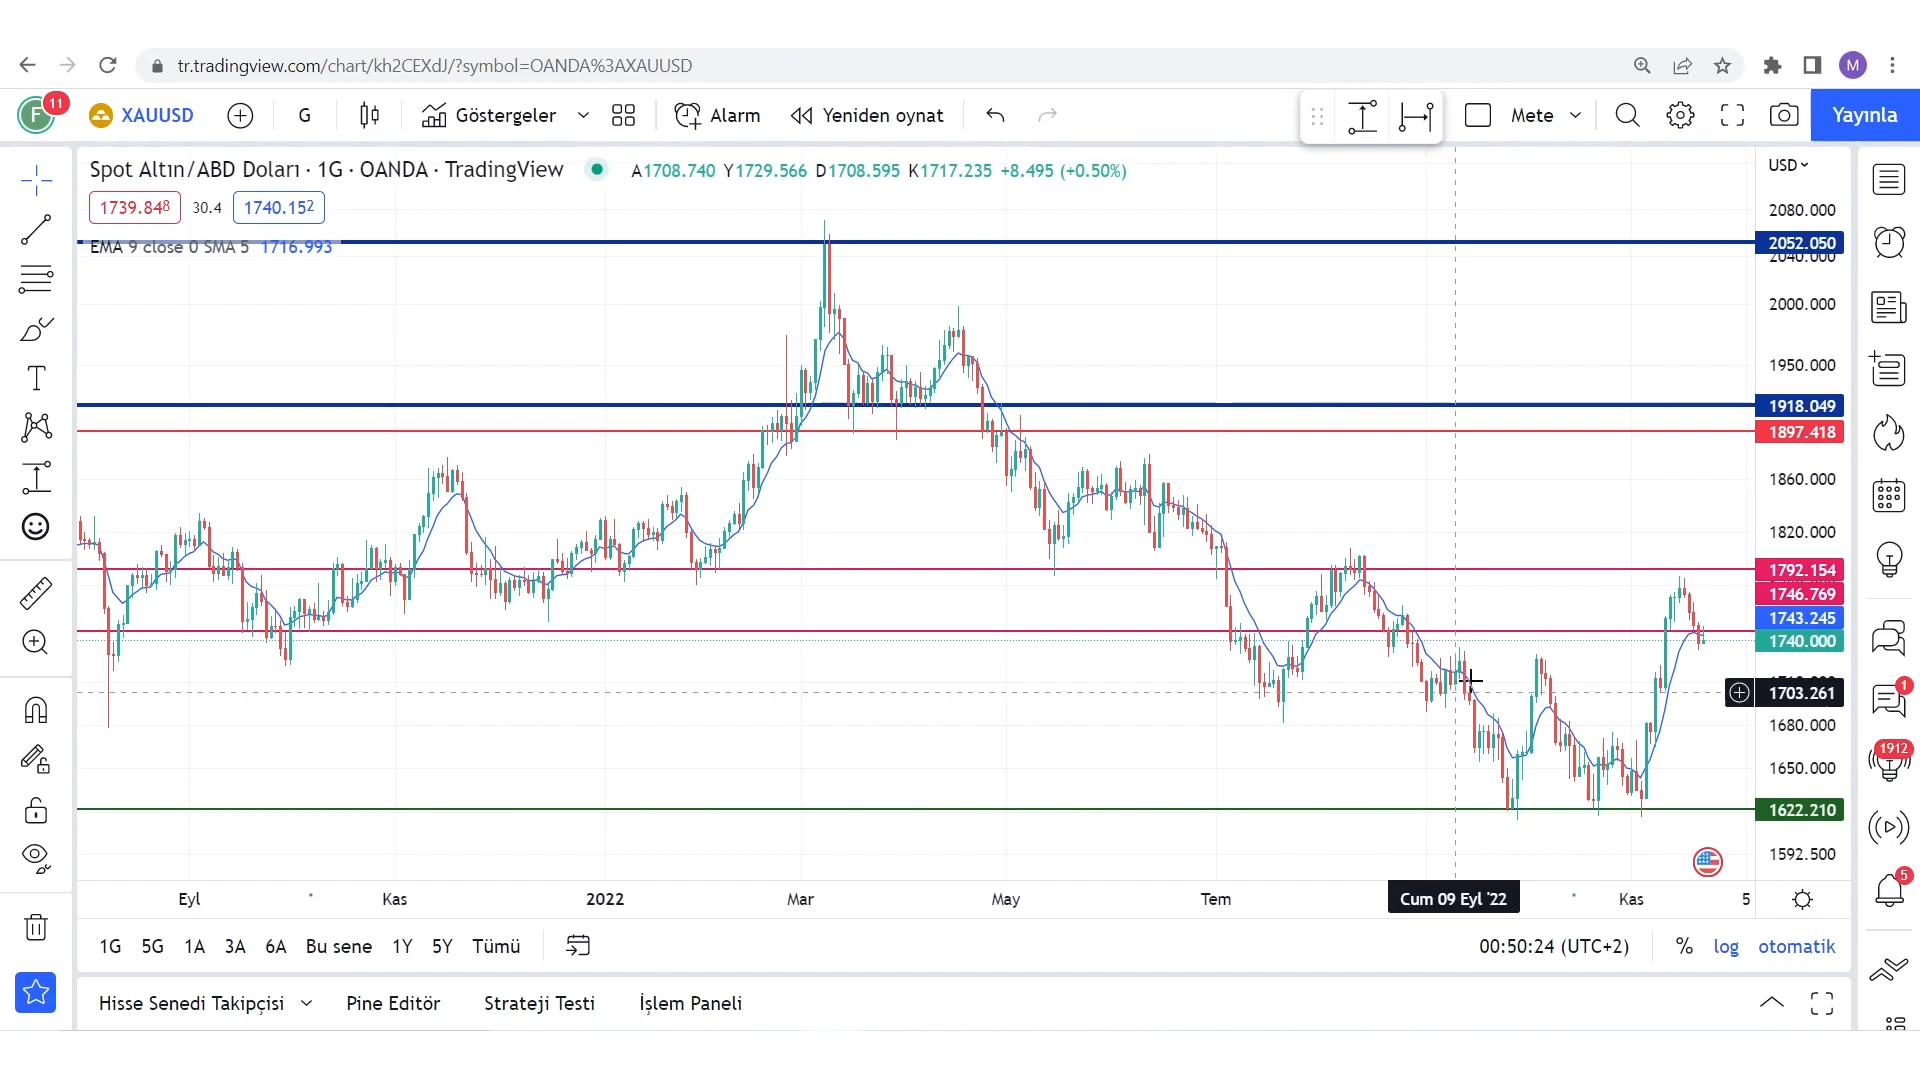 tr.tradingview.com/chart/kh2CEXdJ/?symbol=OANDA%3AXAUUSD
M
F 11 XAUUSD G Göstergeler Alarm Yeniden oynat Mete Yayınla
Spot Altın/ABD Doları · 1G · OANDA · TradingView A1708.740 Y1729.566 D1708.595 K1717.235 +8.495 (+0.50%)
1739.848 30.4 1740.152
EMA 9 close 0 SMA 5 1716.993
USD
2080.000
2052.050
2040.000
2000.000
1950.000
1918.049
1897.418
1860.000
1820.000
1792.154
1746.769
1743.245
1740.000
1703.261
1680.000
1650.000
1622.210
1592.500
1
1912
5
Eyl Kas 2022 Mar May Tem Cum 09 Eyl '22 Kas 5
1G 5G 1A 3A 6A Bu sene 1Y 5Y Tümü 00:50:24 (UTC+2) % log otomatik
Hisse Senedi Takipçisi Pine Editör Strateji Testi İşlem Paneli